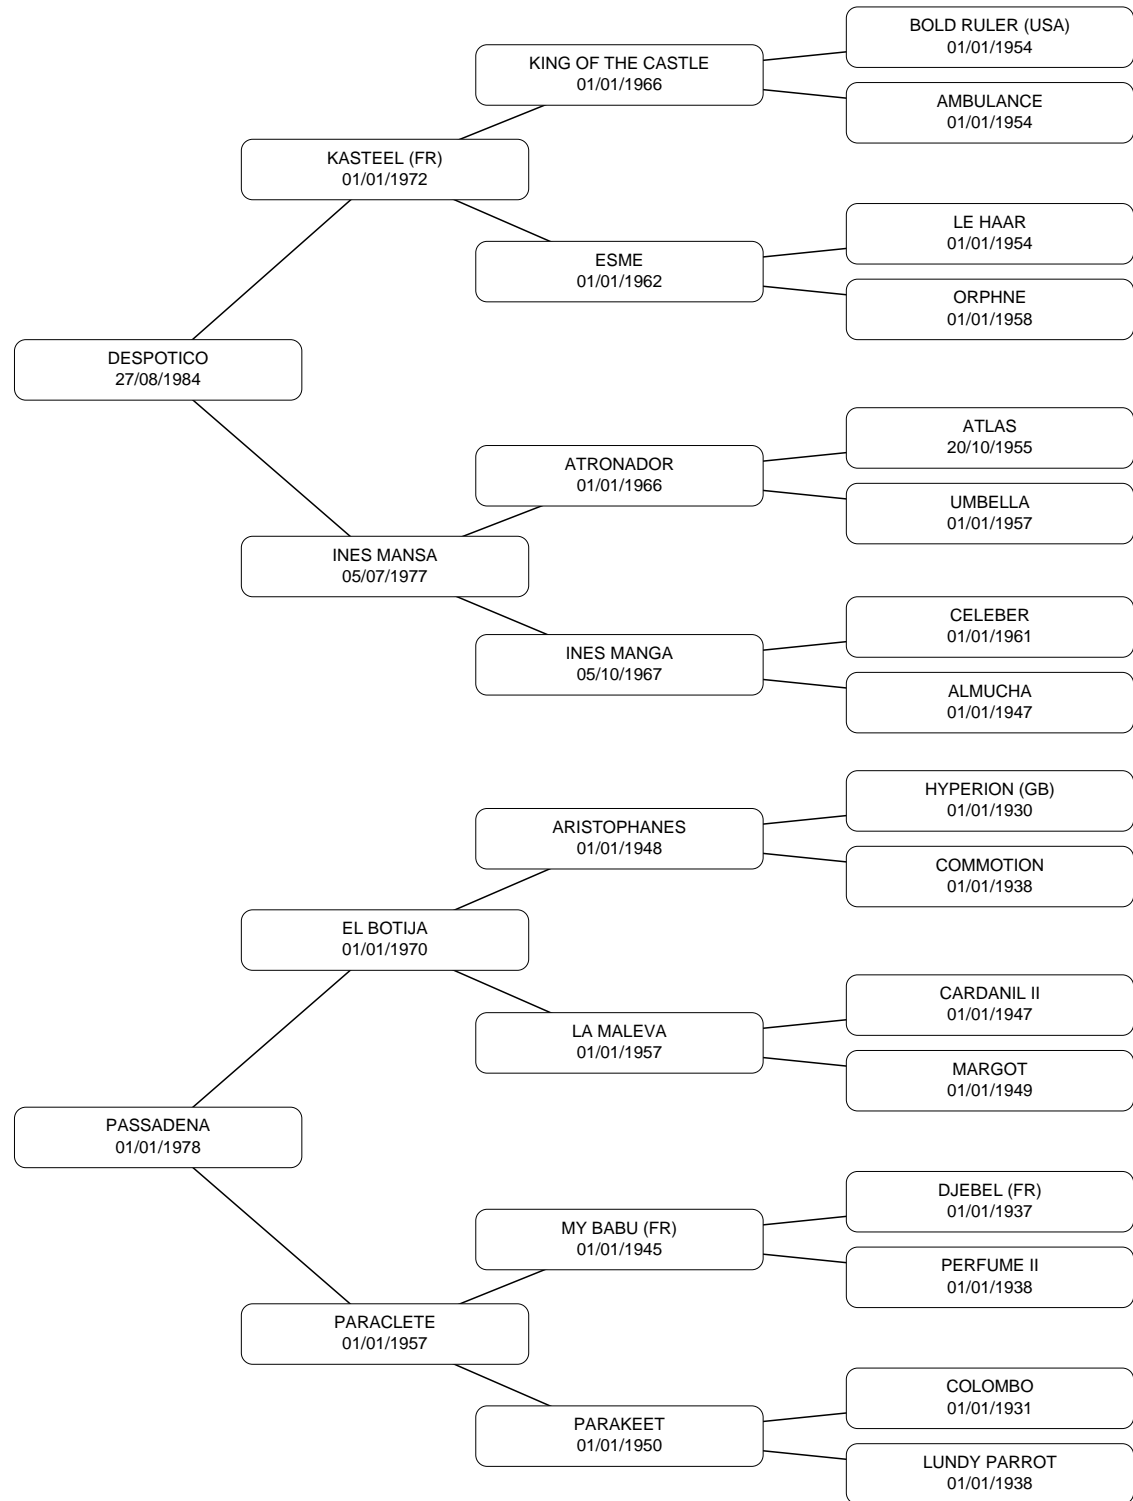 BOLD RULER (USA)
01/01/1954
KING OF THE CASTLE
01/01/1966
AMBULANCE
01/01/1954
KASTEEL (FR)
01/01/1972
LE HAAR
01/01/1954
ESME
01/01/1962
ORPHNE
01/01/1958
DESPOTICO
27/08/1984
ATLAS
20/10/1955
ATRONADOR
01/01/1966
UMBELLA
01/01/1957
INES MANSA
05/07/1977
CELEBER
01/01/1961
INES MANGA
05/10/1967
ALMUCHA
01/01/1947
HYPERION (GB)
01/01/1930
ARISTOPHANES
01/01/1948
COMMOTION
01/01/1938
EL BOTIJA
01/01/1970
CARDANIL II
01/01/1947
LA MALEVA
01/01/1957
MARGOT
01/01/1949
PASSADENA
01/01/1978
DJEBEL (FR)
01/01/1937
MY BABU (FR)
01/01/1945
PERFUME II
01/01/1938
PARACLETE
01/01/1957
COLOMBO
01/01/1931
PARAKEET
01/01/1950
LUNDY PARROT
01/01/1938